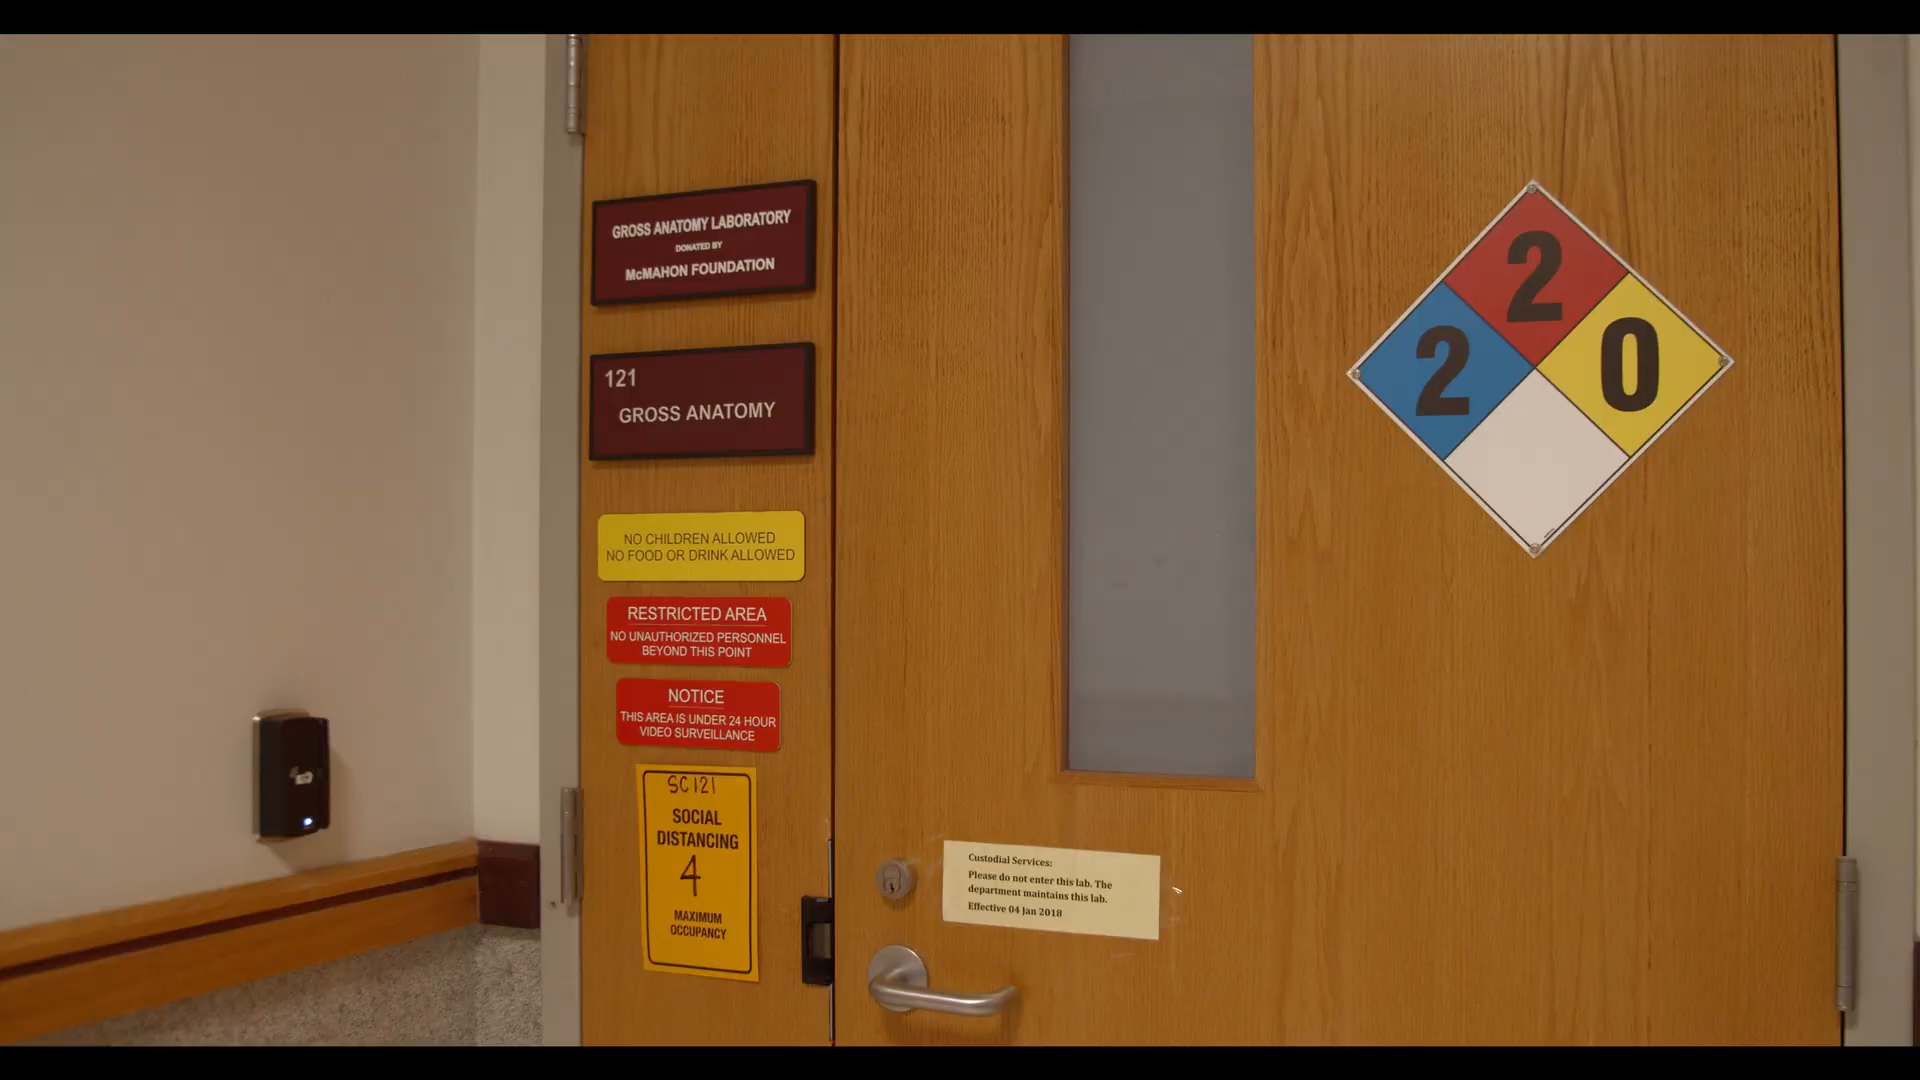 GROSS ANATOMY LABORATORY
DONATED BY
McMAHON FOUNDATION
121
GROSS ANATOMY
NO CHILDREN ALLOWED
NO FOOD OR DRINK ALLOWED
RESTRICTED AREA
NO UNAUTHORIZED PERSONNEL
BEYOND THIS POINT
NOTICE
THIS AREA IS UNDER 24 HOUR
VIDEO SURVEILLANCE
SC121
SOCIAL
DISTANCING
4
MAXIMUM
OCCUPANCY
Custodial Services:
Please do not enter this lab. The
department maintains this lab.
Effective 04 Jan 2018
2
2
0